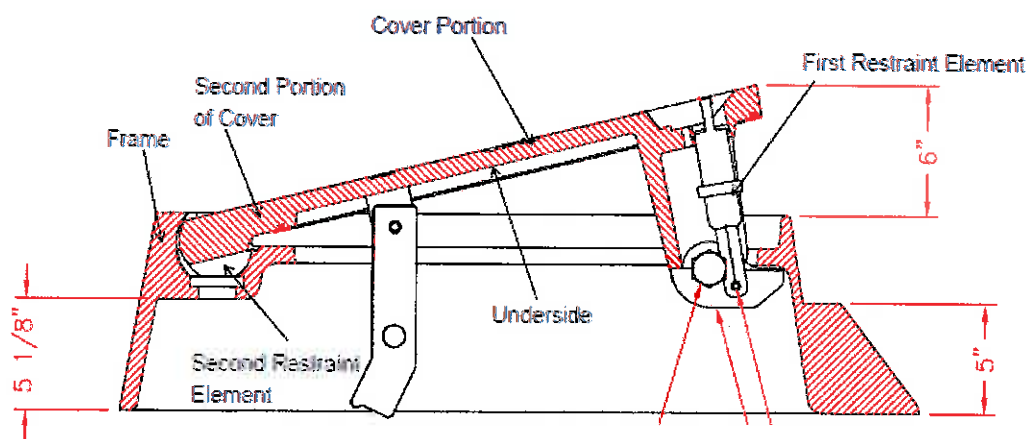 Cover Portion
First Restraint Element
Second Portion
of Cover
Frame
6"
Underside
5 1/8"
5"
Second Restraint
Element